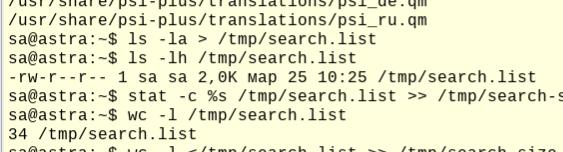 /usr/share/psi-plus/translations/psi_de.qm
/usr/share/psi-plus/translations/psi_ru.qm
sa@astra:~$ ls -la > /tmp/search.list
sa@astra:~$ ls -lh /tmp/search.list
-rw-r--r-- 1 sa sa 2,0K мар 25 10:25 /tmp/search.list
sa@astra:~$ stat -c %s /tmp/search.list >> /tmp/search-s
sa@astra:~$ wc -l /tmp/search.list
34 /tmp/search.list
sa@astra:~$ wc -l </tmp/search.list >> /tmp/search-size